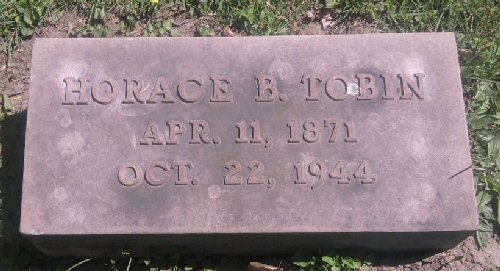 HORACE B. TOBIN
APR. 11, 1871
OCT. 22, 1944